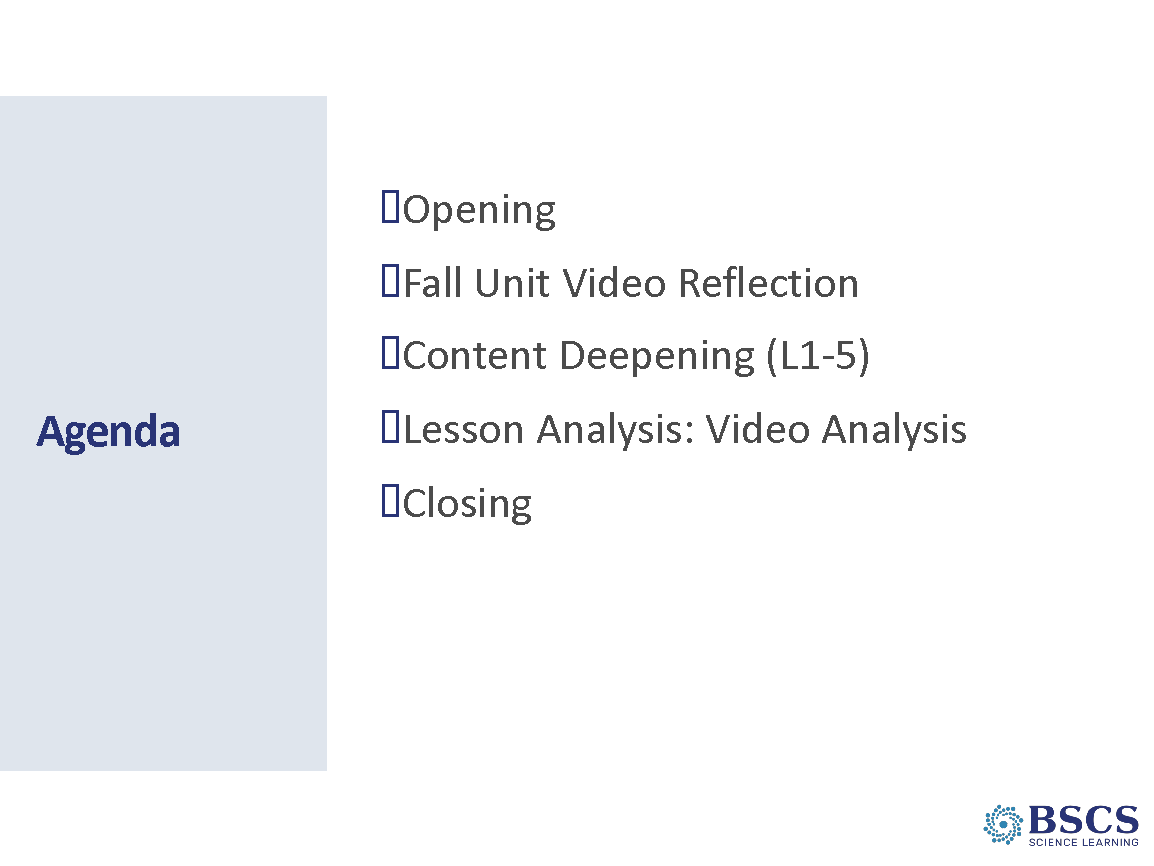 Agenda
Opening
Fall Unit Video Reflection
Content Deepening (L1-5)
Lesson Analysis: Video Analysis
Closing
BSCS
SCIENCE LEARNING